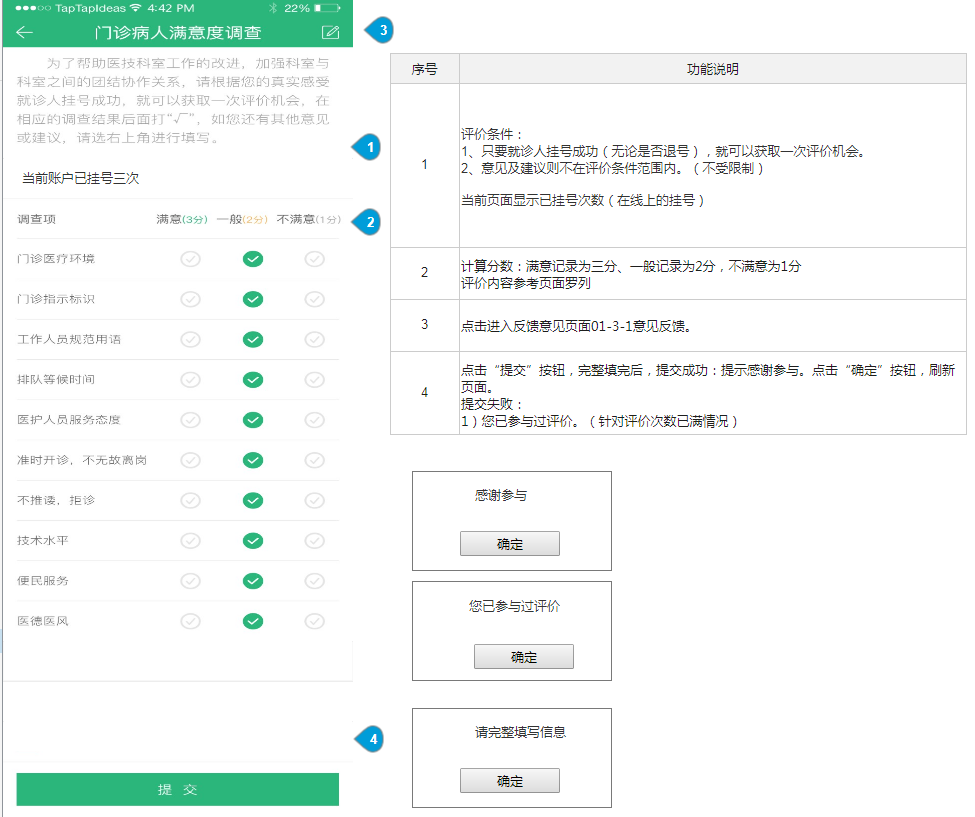 TapTapIdeas 4:42 PM 22%
门诊病人满意度调查
为了帮助医技科室工作的改进，加强科室与
科室之间的团结协作关系，请根据您的真实感受
就诊人挂号成功，就可以获取一次评价机会，在
相应的调查结果后面打“√”，如您还有其他意见
或建议，请选右上角进行填写。
当前账户已挂号三次
调查项 满意(3分) 一般(2分) 不满意(1分)
门诊医疗环境
门诊指示标识
工作人员规范用语
排队等候时间
医护人员服务态度
准时开诊，不无故离岗
不推诿，拒诊
技术水平
便民服务
医德医风
提 交
3
1
2
4
序号 功能说明
1
评价条件：
1、只要就诊人挂号成功（无论是否退号），就可以获取一次评价机会。
2、意见及建议则不在评价条件范围内。（不受限制）
当前页面显示已挂号次数（在线上的挂号）
2
计算分数：满意记录为三分、一般记录为2分，不满意为1分
评价内容参考页面罗列
3
点击进入反馈意见页面01-3-1意见反馈。
4
点击“提交”按钮，完整填完后，提交成功：提示感谢参与。点击“确定”按钮，刷新
页面。
提交失败：
1）您已参与过评价。（针对评价次数已满情况）
感谢参与
确定
您已参与过评价
确定
请完整填写信息
确定